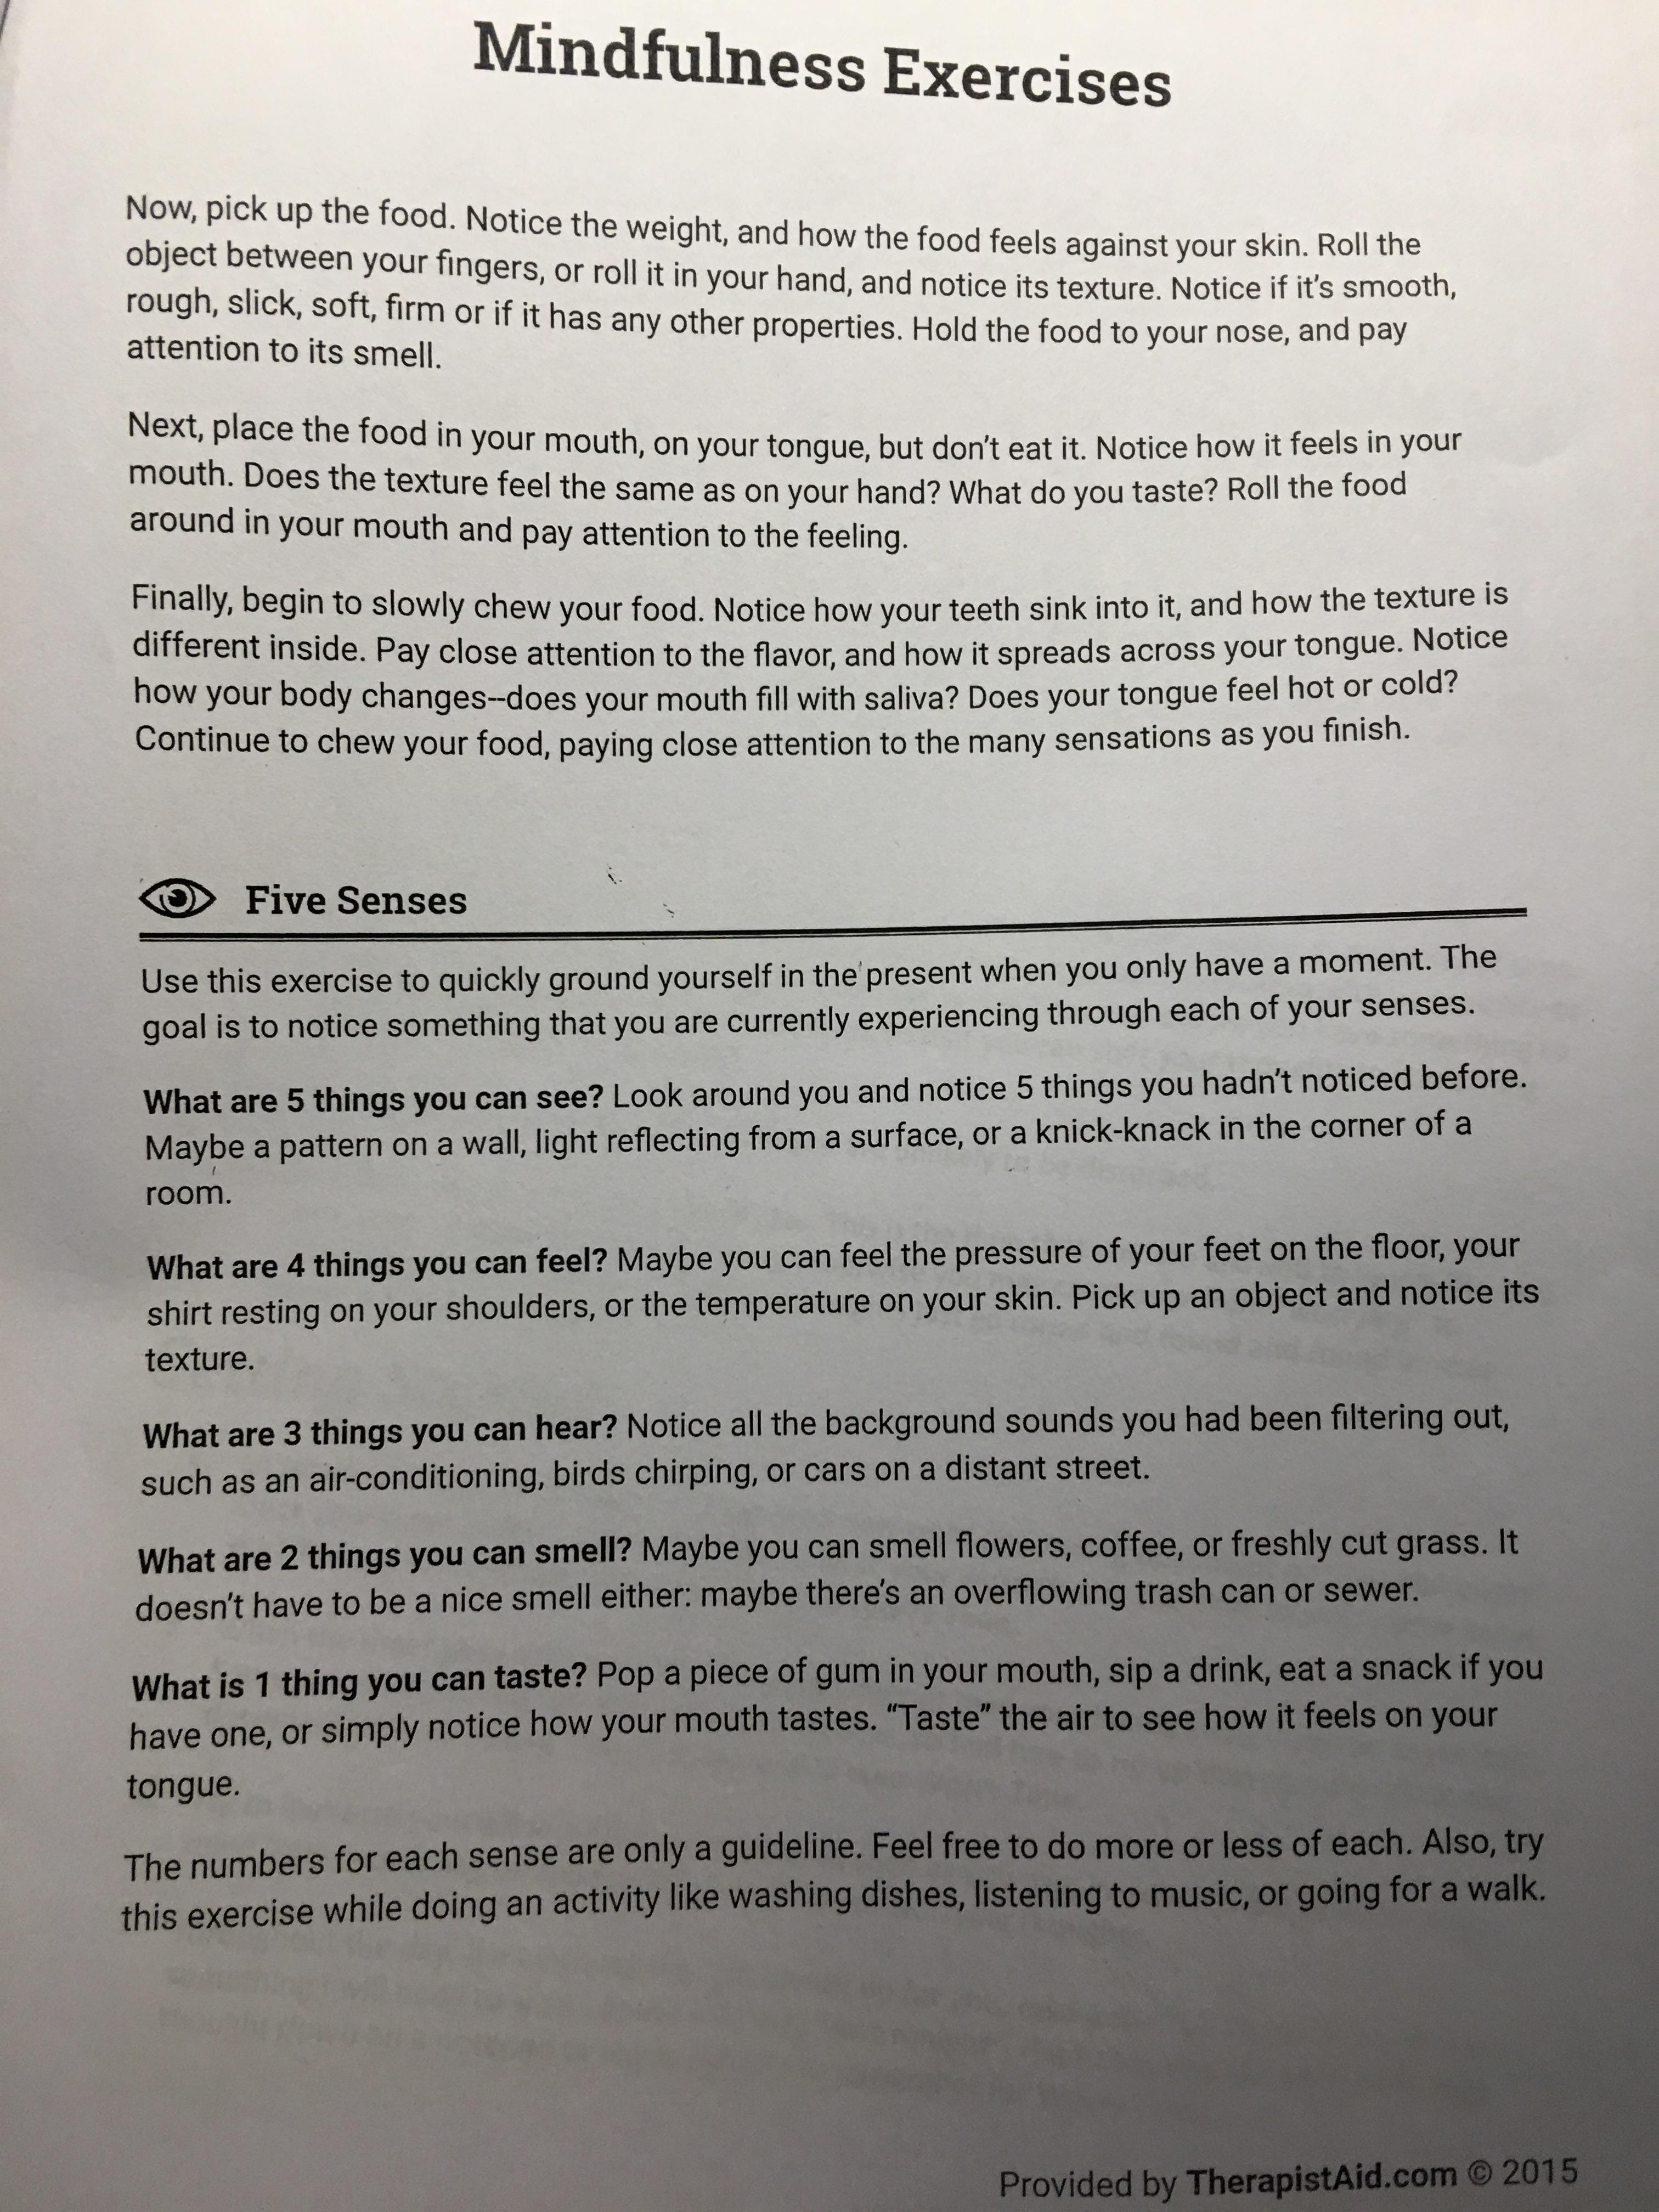 Mindfulness Exercises
Now, pick up the food. Notice the weight, and how the food feels against your skin. Roll the
object between your fingers, or roll it in your hand, and notice its texture. Notice if it's smooth,
rough, slick, soft, firm or if it has any other properties. Hold the food to your nose, and pay
attention to its smell.
Next, place the food in your mouth, on your tongue, but don't eat it. Notice how it feels in your
mouth. Does the texture feel the same as on your hand? What do you taste? Roll the food
around in your mouth and pay attention to the feeling.
Finally, begin to slowly chew your food. Notice how your teeth sink into it, and how the texture is
different inside. Pay close attention to the flavor, and how it spreads across your tongue. Notice
how your body changes--does your mouth fill with saliva? Does your tongue feel hot or cold?
Continue to chew your food, paying close attention to the many sensations as you finish.
Five Senses
Use this exercise to quickly ground yourself in the present when you only have a moment. The
goal is to notice something that you are currently experiencing through each of your senses.
What are 5 things you can see? Look around you and notice 5 things you hadn't noticed before.
Maybe a pattern on a wall, light reflecting from a surface, or a knick-knack in the corner of a
room.
What are 4 things you can feel? Maybe you can feel the pressure of your feet on the floor, your
shirt resting on your shoulders, or the temperature on your skin. Pick up an object and notice its
texture.
What are 3 things you can hear? Notice all the background sounds you had been filtering out,
such as an air-conditioning, birds chirping, or cars on a distant street.
What are 2 things you can smell? Maybe you can smell flowers, coffee, or freshly cut grass. It
doesn't have to be a nice smell either: maybe there's an overflowing trash can or sewer.
What is 1 thing you can taste? Pop a piece of gum in your mouth, sip a drink, eat a snack if you
have one, or simply notice how your mouth tastes. “Taste” the air to see how it feels on your
tongue.
The numbers for each sense are only a guideline. Feel free to do more or less of each. Also, try
this exercise while doing an activity like washing dishes, listening to music, or going for a walk.
Provided by TherapistAid.com © 2015